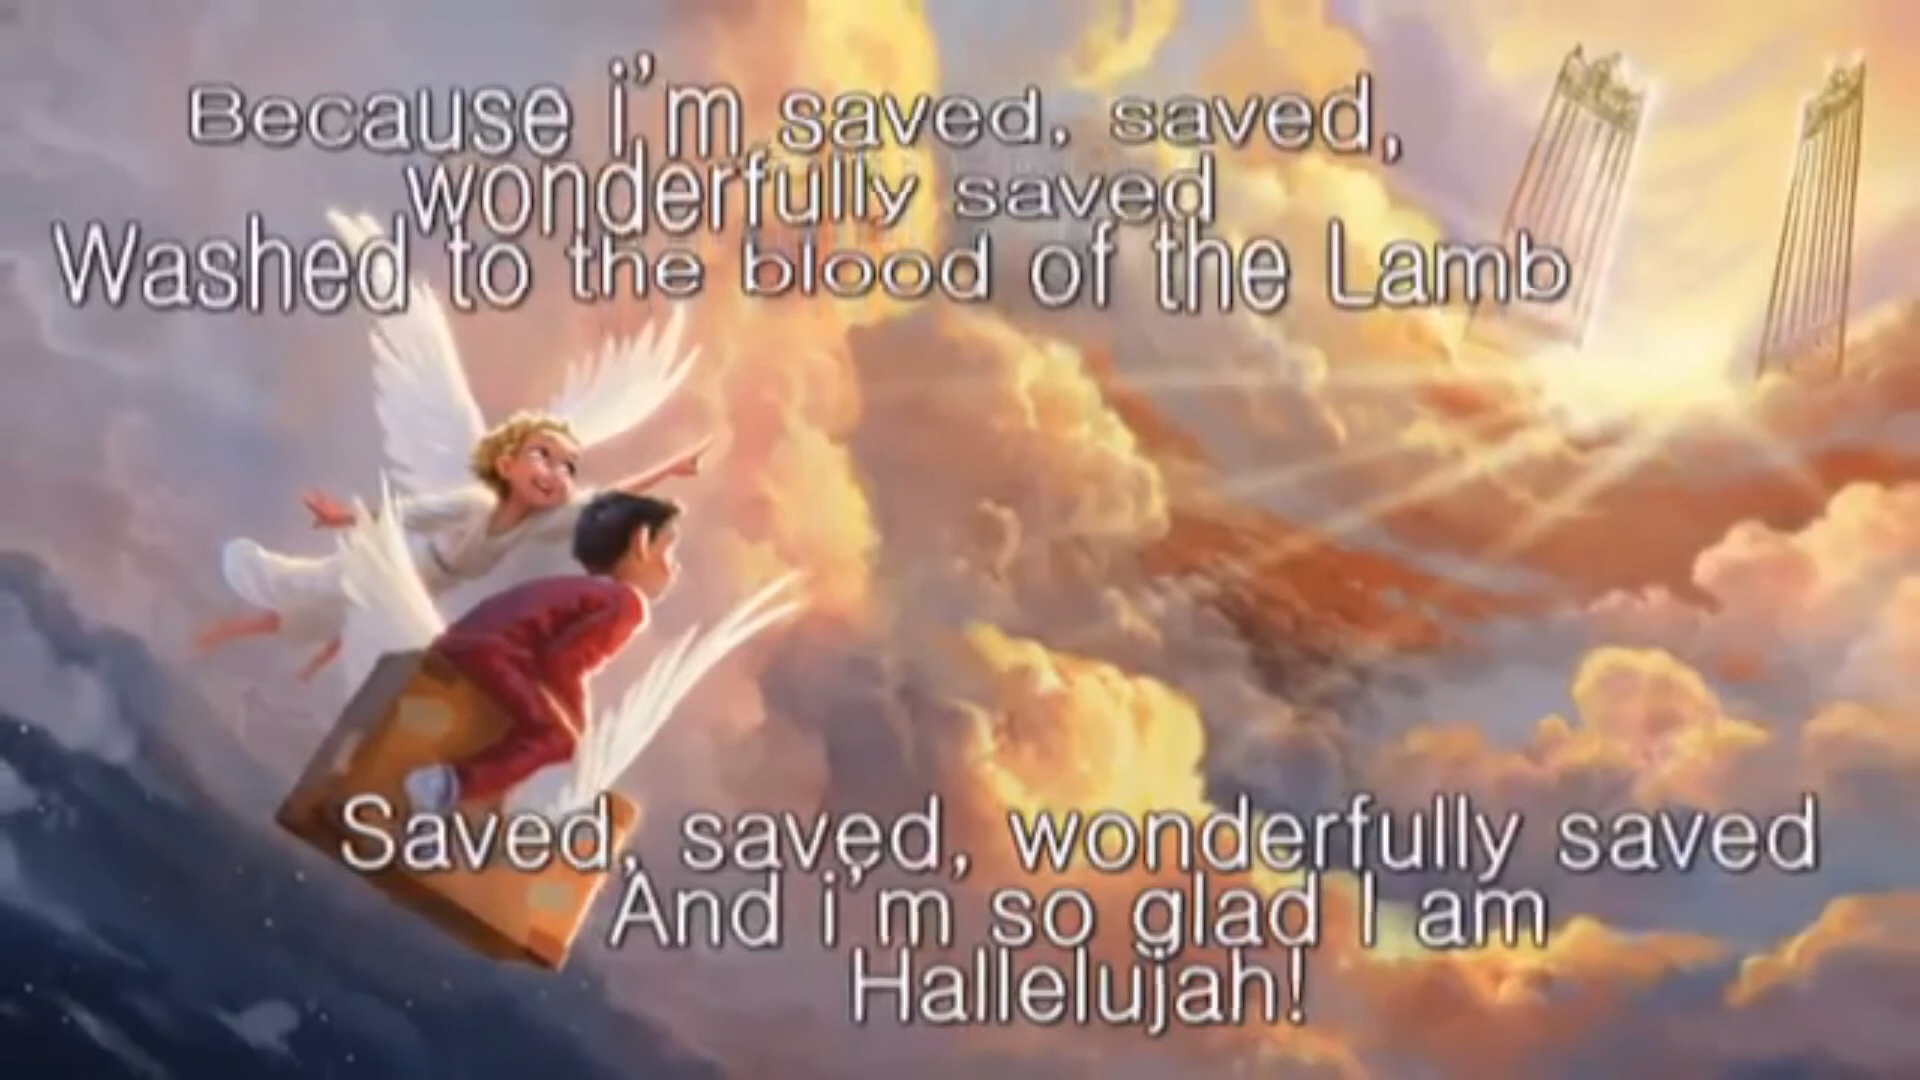 Because i'm saved, saved,
wonderfully saved
Washed to the blood of the Lamb
Saved, saved, wonderfully saved
And i'm so glad I am
Hallelujah!